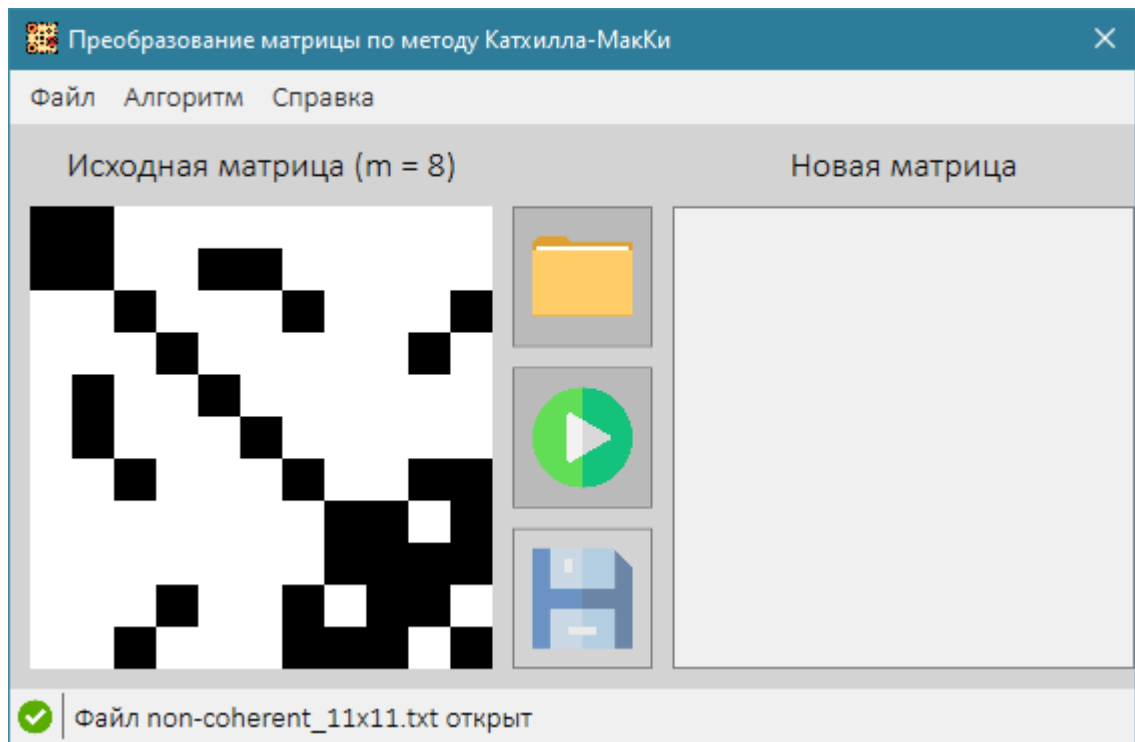 Преобразование матрицы по методу Катхилла-МакКи
Файл Алгоритм Справка
Исходная матрица (m = 8)
Новая матрица
Файл non-coherent_11x11.txt открыт